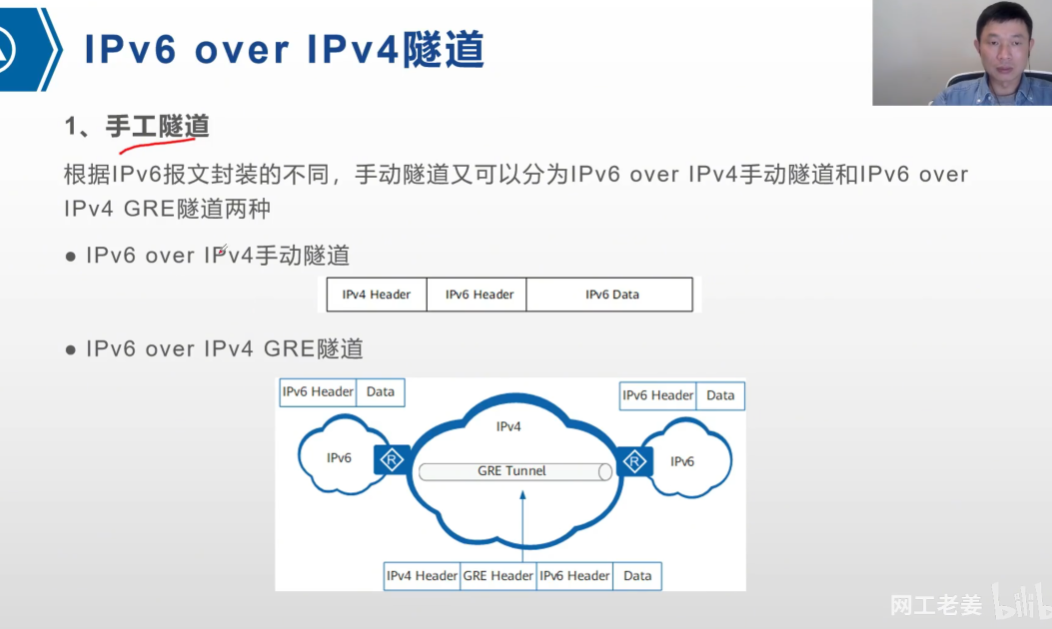 IPv6 over IPv4隧道
1、手工隧道
根据IPv6报文封装的不同，手动隧道又可以分为IPv6 over IPv4手动隧道和IPv6 over
IPv4 GRE隧道两种
● IPv6 over IPv4手动隧道
IPv4 Header IPv6 Header IPv6 Data
● IPv6 over IPv4 GRE隧道
IPv6 Header Data
IPv6 Header Data
IPv4
IPv6
R
GRE Tunnel
R
IPv6
IPv4 Header GRE Header IPv6 Header Data
网工老姜 bilib